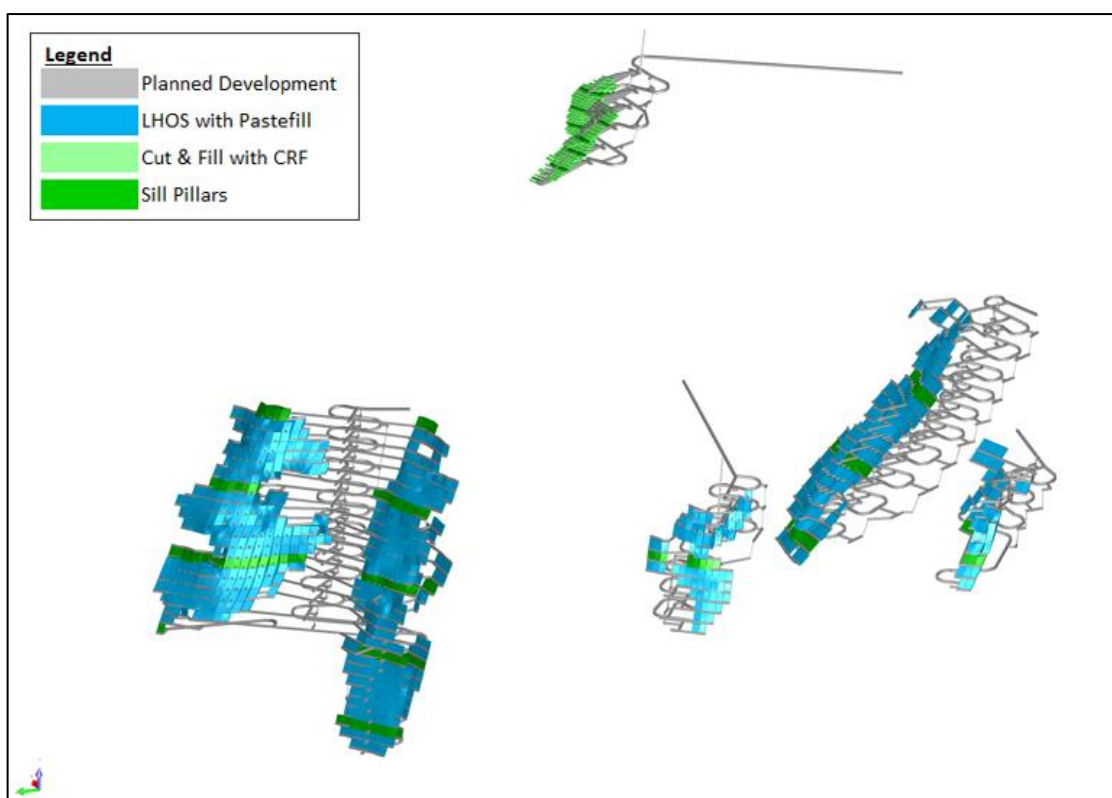 Legend
Planned Development
LHOS with Pastefill
Cut & Fill with CRF
Sill Pillars